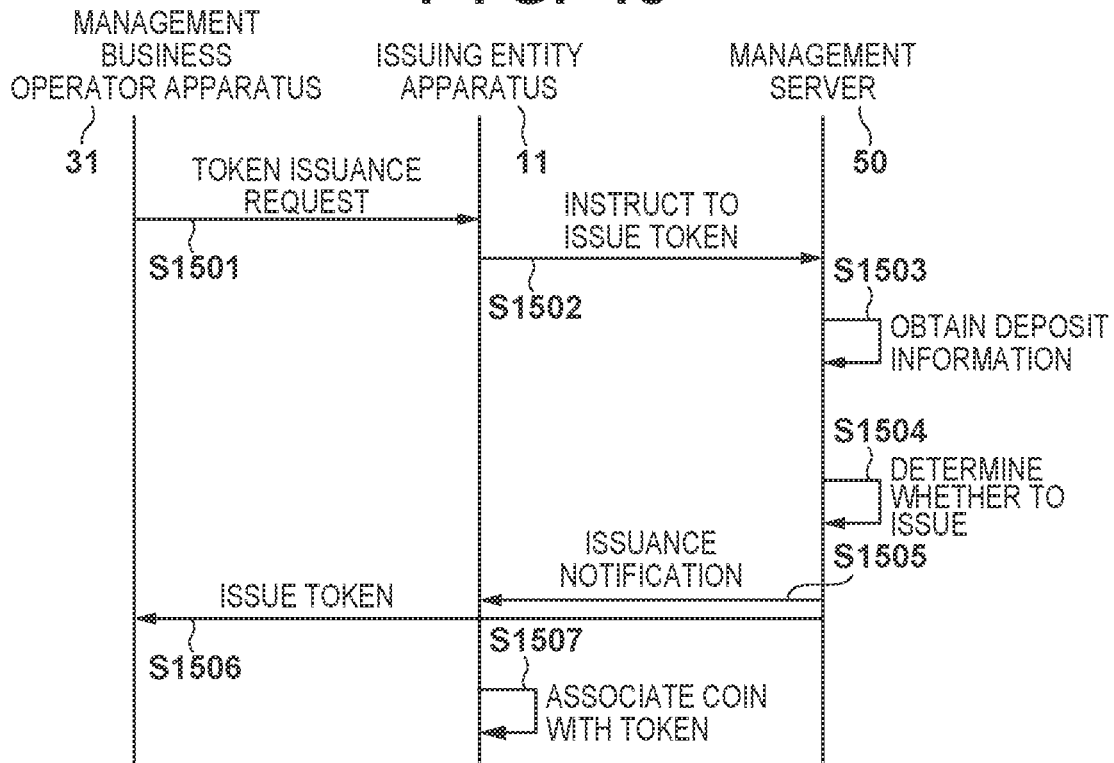 MANAGEMENT
BUSINESS
OPERATOR APPARATUS
31
ISSUING ENTITY
APPARATUS
11
MANAGEMENT
SERVER
50
TOKEN ISSUANCE
REQUEST
S1501
INSTRUCT TO
ISSUE TOKEN
S1502
S1503
OBTAIN DEPOSIT
INFORMATION
S1504
DETERMINE
WHETHER TO
ISSUE
ISSUANCE
NOTIFICATION
S1505
ISSUE TOKEN
S1506
S1507
ASSOCIATE COIN
WITH TOKEN